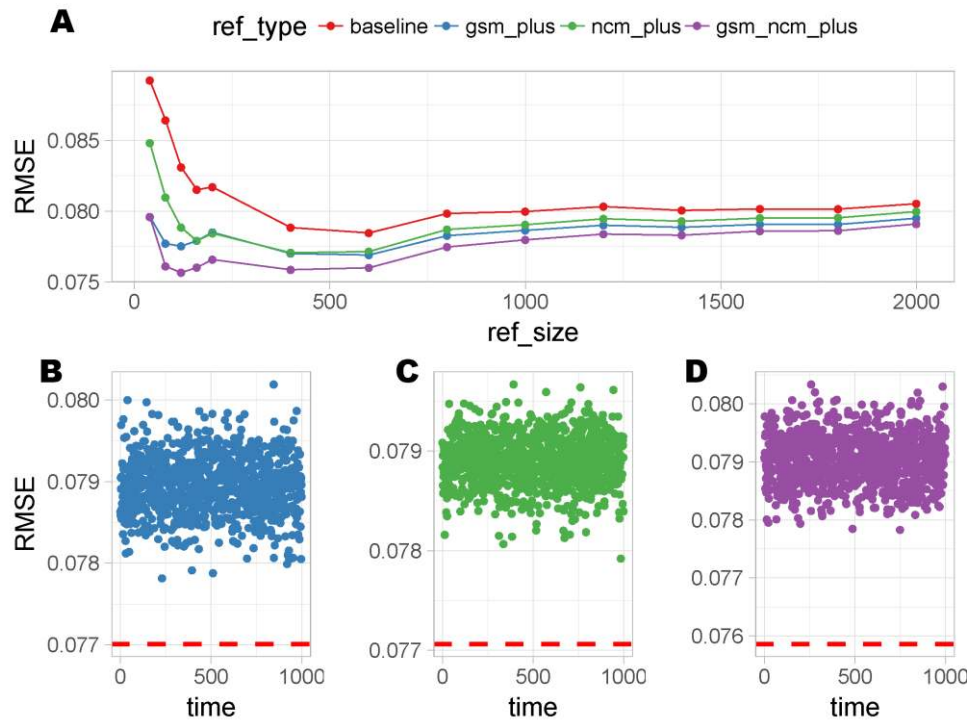 A ref_type baseline gsm_plus ncm_plus gsm_ncm_plus
RMSE
0.085
0.080
0.075
0 500 1000 1500 2000
ref_size
B
RMSE
0.080
0.079
0.078
0.077
0 500 1000
time
C
0.079
0.078
0.077
0 500 1000
time
D
0.080
0.079
0.078
0.077
0.076
0 500 1000
time